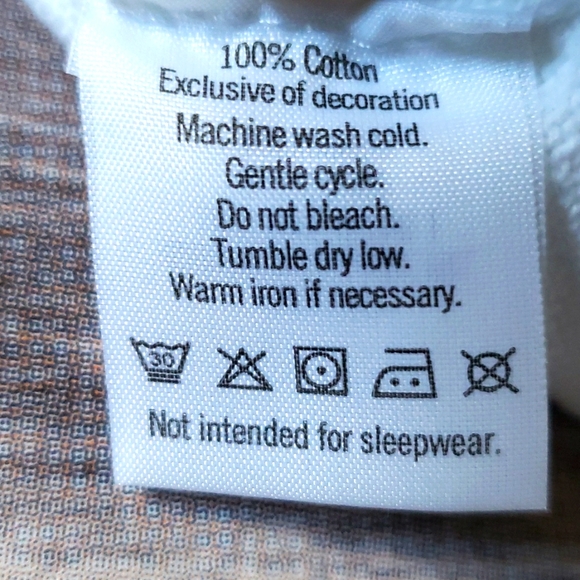 100% Cotton
Exclusive of decoration
Machine wash cold.
Gentle cycle.
Do not bleach.
Tumble dry low.
Warm iron if necessary.
30
Not intended for sleepwear.